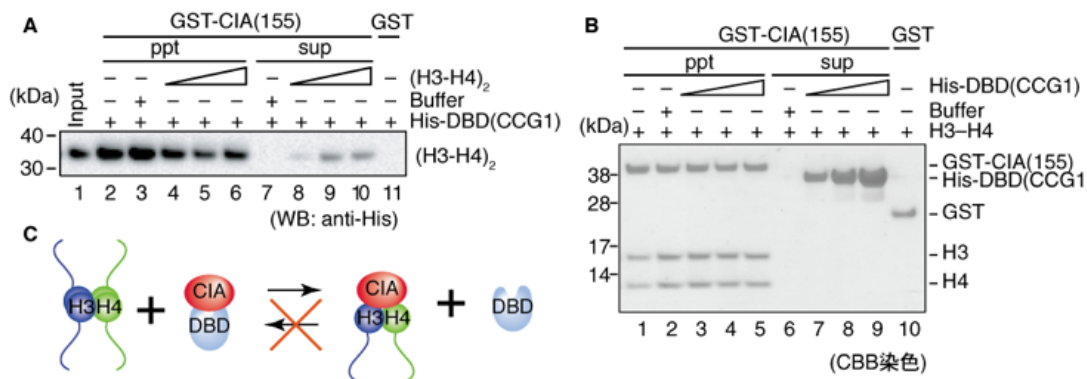 A
GST-CIA(155) GST
ppt sup
– – – –
(H3-H4)₂
+ + Buffer
(kDa) Input + + + + + + + + + + His-DBD(CCG1)
40
30 (H3-H4)₂
1 2 3 4 5 6 7 8 9 10 11
(WB: anti-His)
B
GST-CIA(155) GST
ppt sup
– – – – His-DBD(CCG1)
+ + Buffer
(kDa) + + + + + + + + + + H3–H4
GST-CIA(155)
38 His-DBD(CCG1
28
GST
17 H3
14 H4
1 2 3 4 5 6 7 8 9 10
(CBB染色)
C
H3 H4 + CIA DBD CIA H3 H4 + DBD